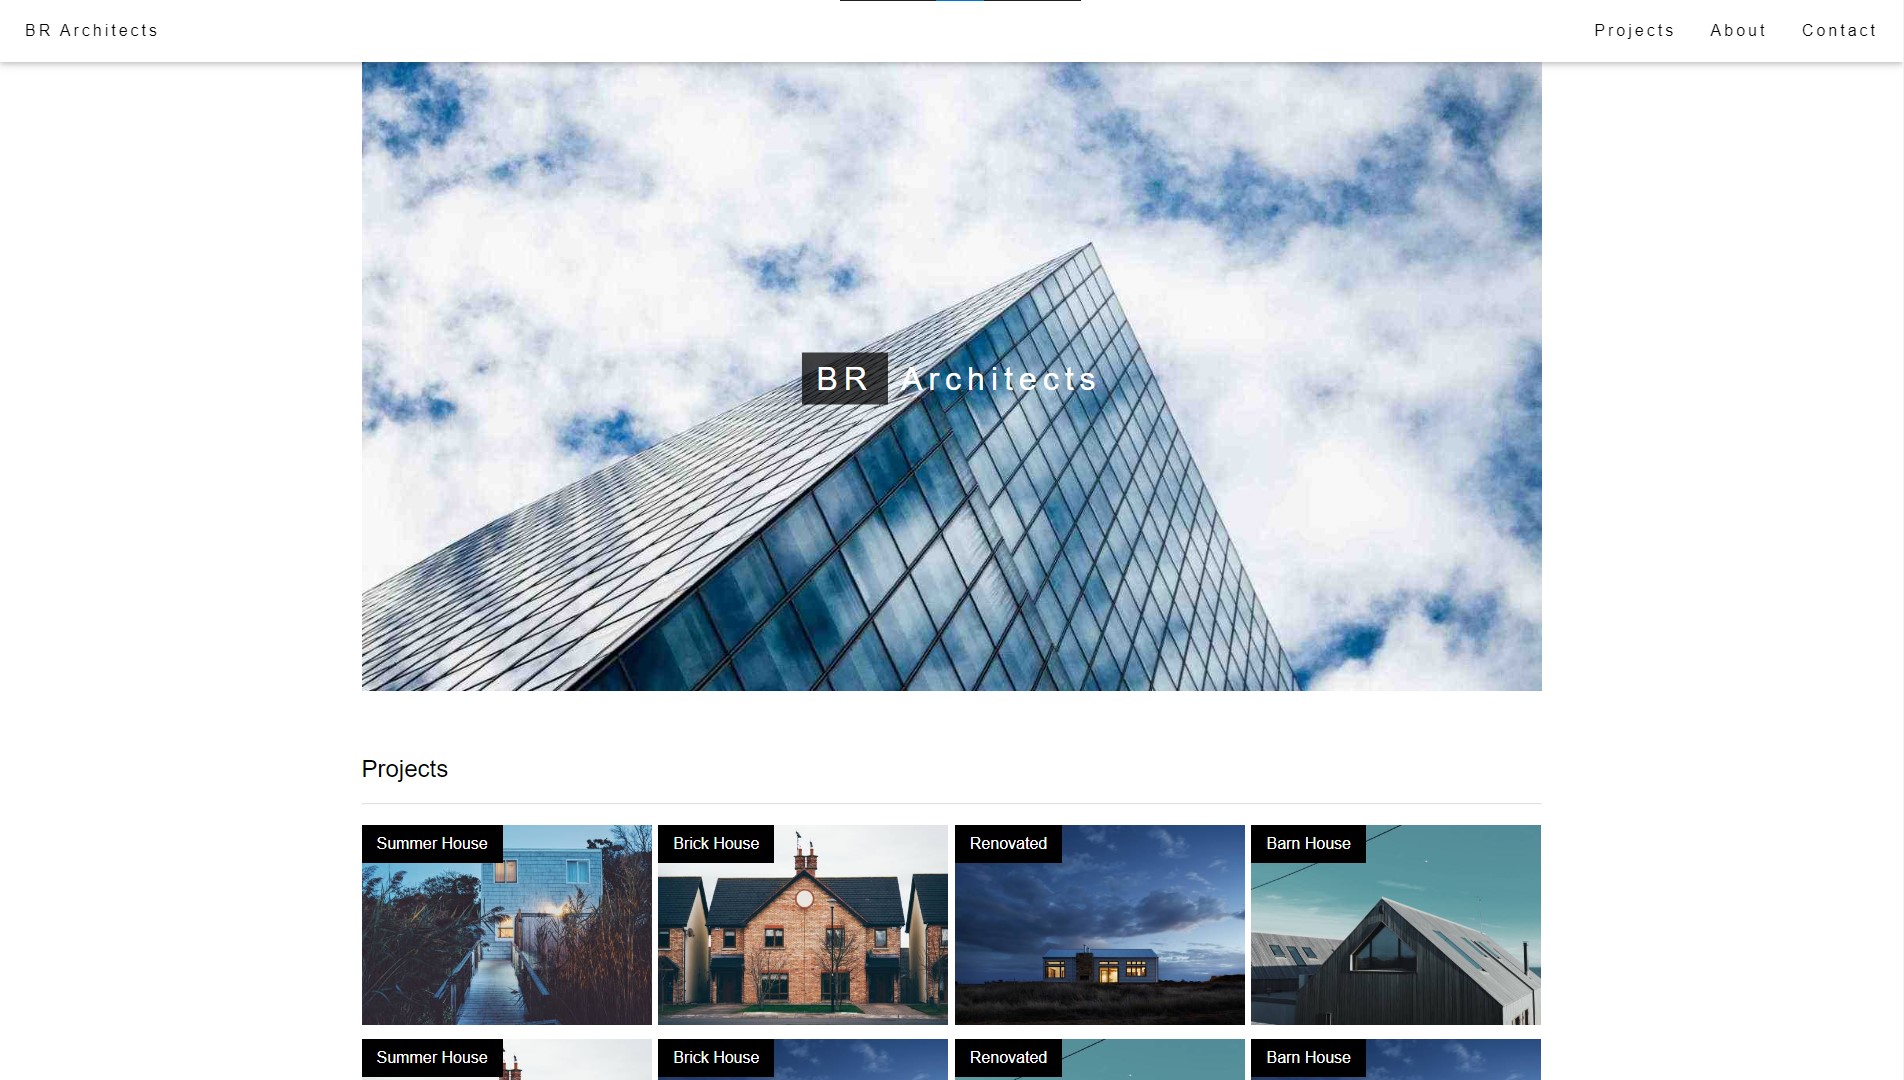 BR Architects
Projects About Contact
BR Architects
Projects
Summer House
Brick House
Renovated
Barn House
Summer House
Brick House
Renovated
Barn House